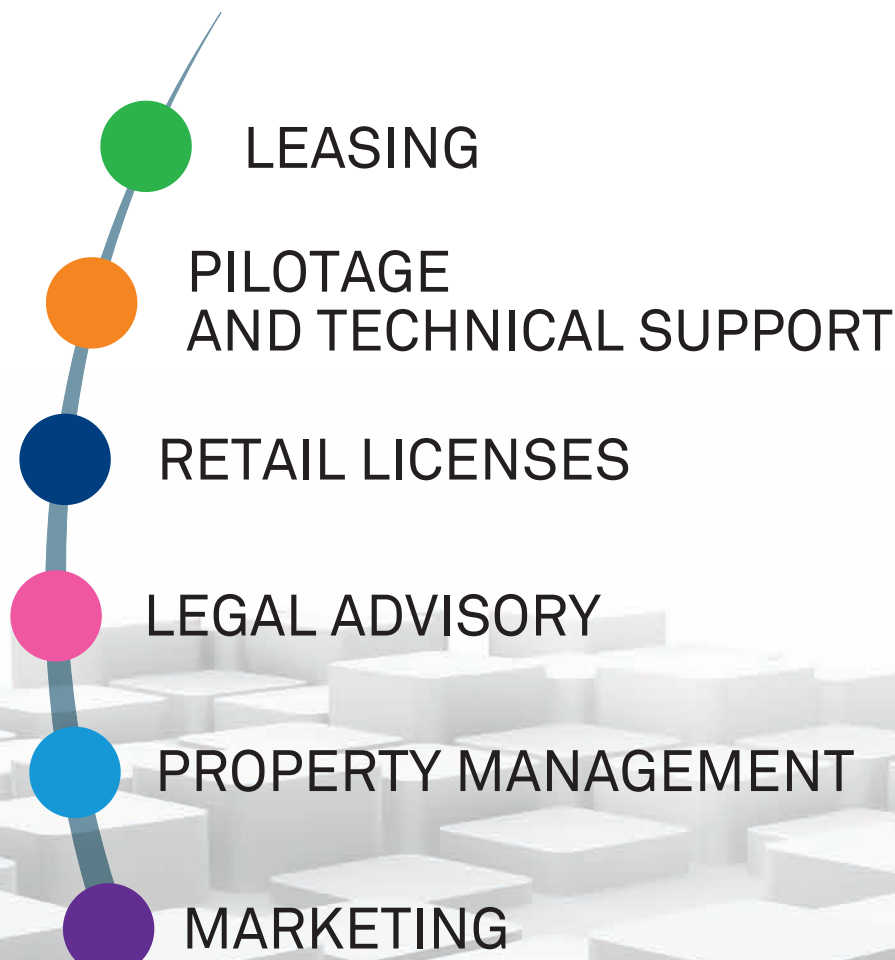 LEASING
PILOTAGE
AND TECHNICAL SUPPORT
RETAIL LICENSES
LEGAL ADVISORY
PROPERTY MANAGEMENT
MARKETING